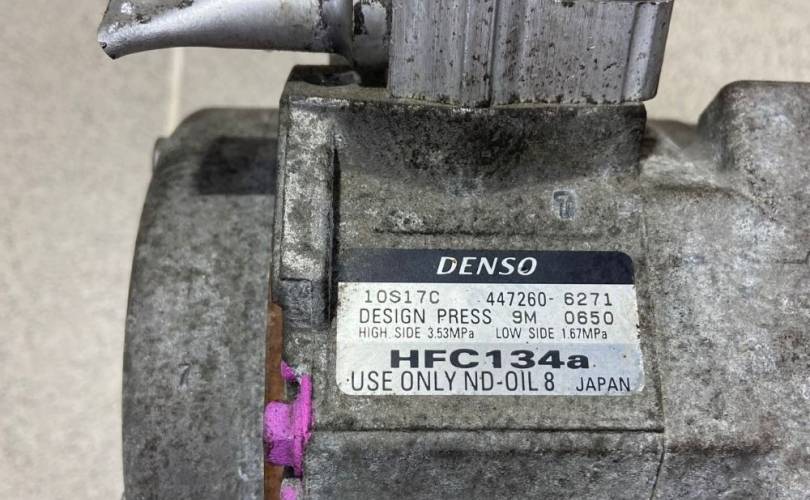 DENSO
10S17C 447260-6271
DESIGN PRESS 9M 0650
HIGH SIDE 3.53MPa LOW SIDE 1.67MPa
HFC134a
USE ONLY ND-OIL 8 JAPAN
7